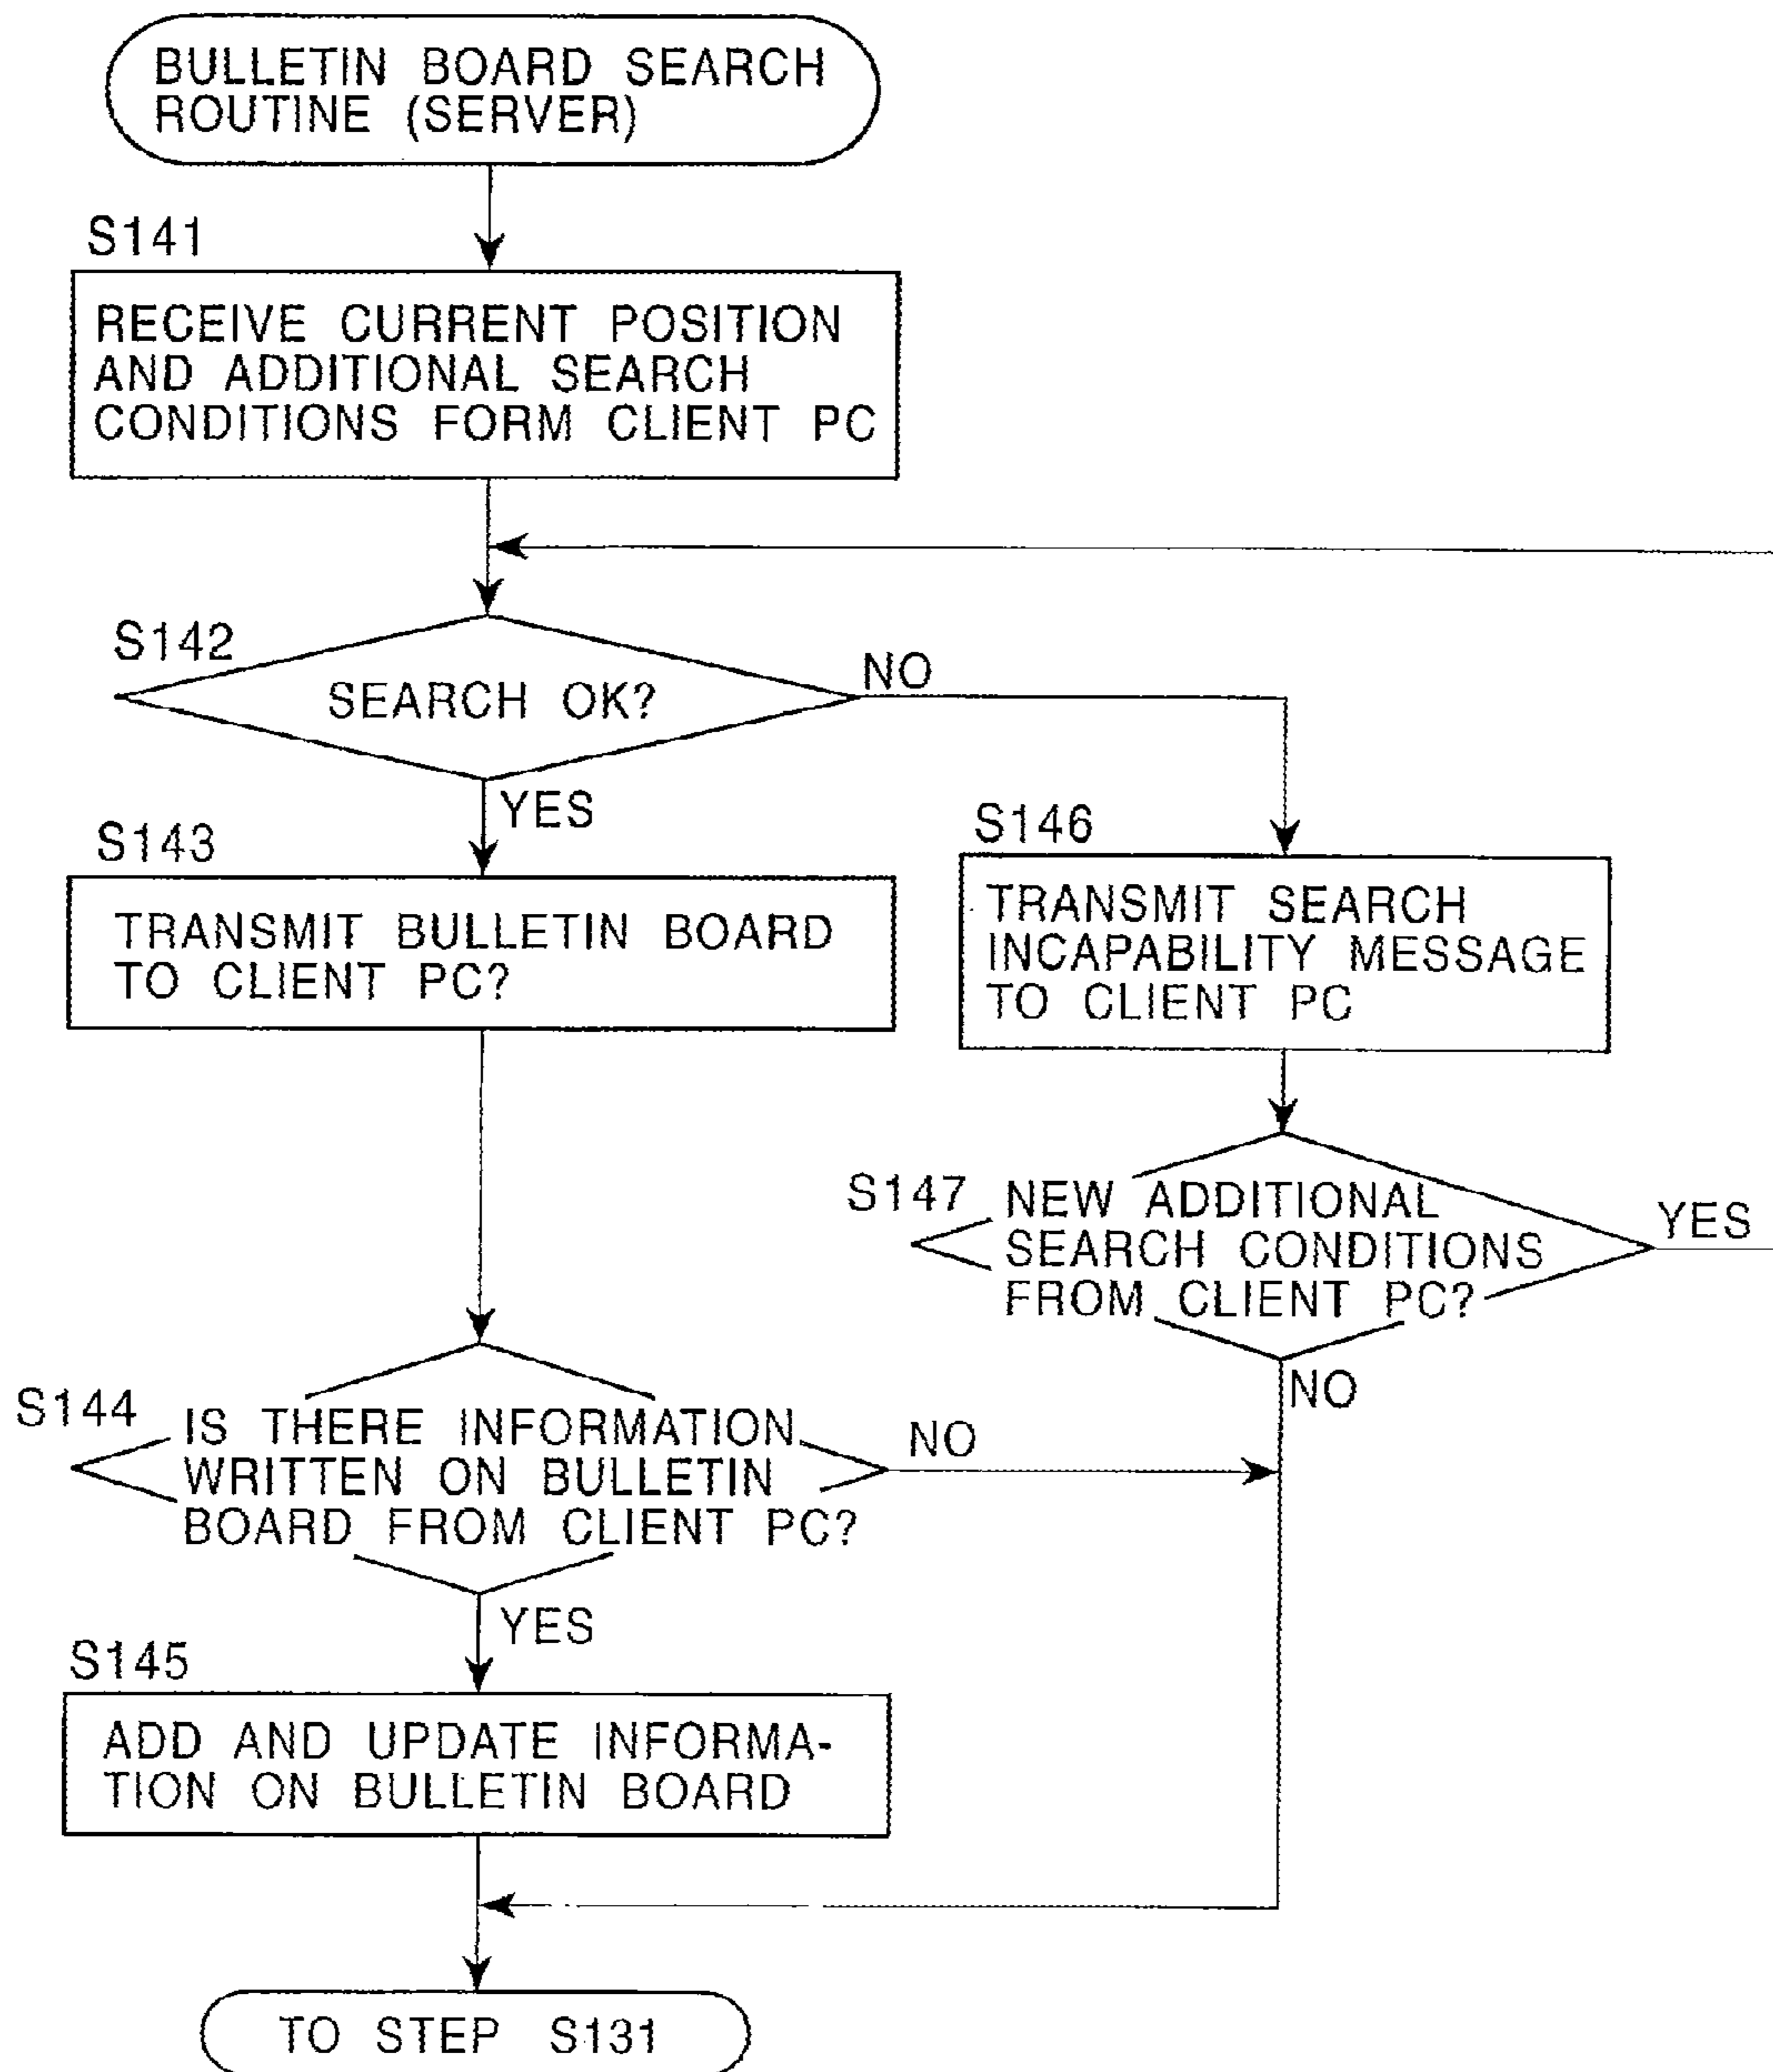 BULLETIN BOARD SEARCH
ROUTINE (SERVER)
S141
RECEIVE CURRENT POSITION
AND ADDITIONAL SEARCH
CONDITIONS FORM CLIENT PC
S142
SEARCH OK?
NO
YES
S143
TRANSMIT BULLETIN BOARD
TO CLIENT PC?
S146
TRANSMIT SEARCH
INCAPABILITY MESSAGE
TO CLIENT PC
S147
NEW ADDITIONAL
SEARCH CONDITIONS
FROM CLIENT PC?
YES
NO
S144
IS THERE INFORMATION
WRITTEN ON BULLETIN
BOARD FROM CLIENT PC?
NO
YES
S145
ADD AND UPDATE INFORMA-
TION ON BULLETIN BOARD
TO STEP S131